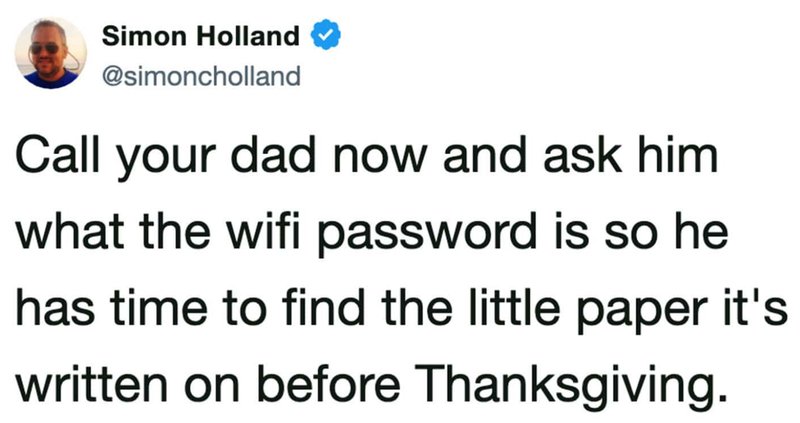 Simon Holland
@simoncholland
Call your dad now and ask him
what the wifi password is so he
has time to find the little paper it's
written on before Thanksgiving.